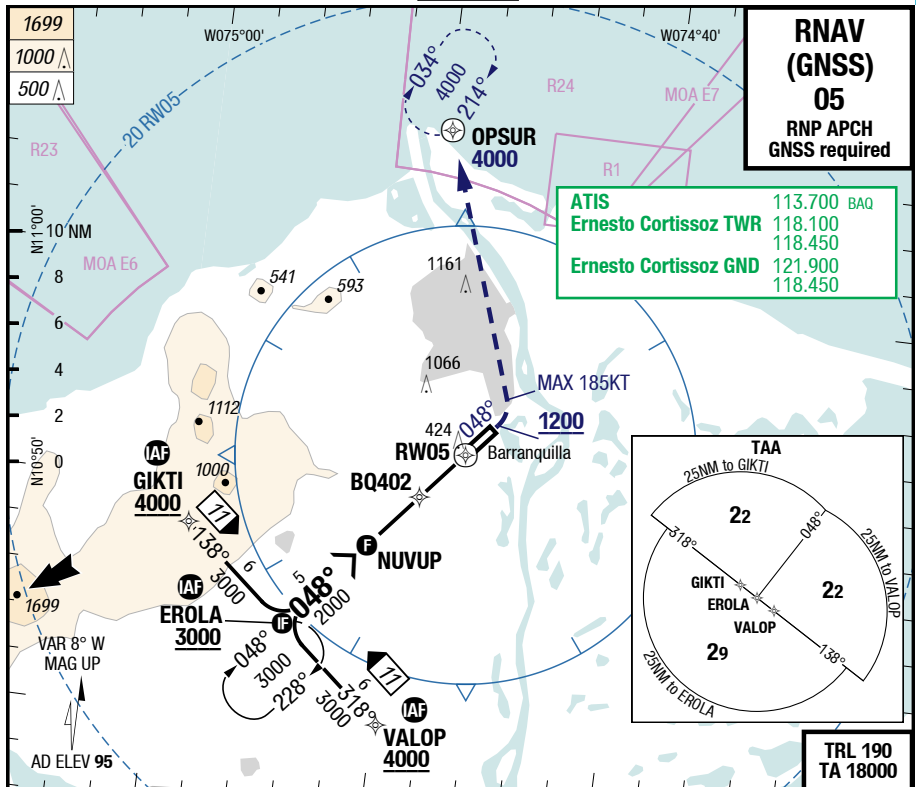 1699
1000
500
W075°00'
W074°40'
RNAV
(GNSS)
05
RNP APCH
GNSS required
20 RW05
034°
4000
214°
OPSUR
4000
R24
MOA E7
R23
R1
MOA E6
ATIS 113.700 BAQ
Ernesto Cortissoz TWR 118.100
118.450
Ernesto Cortissoz GND 121.900
118.450
N11°00'
10 NM
8
6
4
2
0
N10°50'
541
593
1161
1066
1112
1000
424
MAX 185KT
048°
1200
RW05
Barranquilla
BQ402
NUVUP
F
IAF
GIKTI
4000
11
138°
6
3000
IAF
EROLA
3000
IF
048°
5
2000
048°
3000
228°
318°
6
3000
11
IAF
VALOP
4000
1699
VAR 8° W
MAG UP
AD ELEV 95
TAA
25NM to GIKTI
22
318°
048°
25NM to VALOP
GIKTI
EROLA
VALOP
22
29
138°
25NM to EROLA
TRL 190
TA 18000